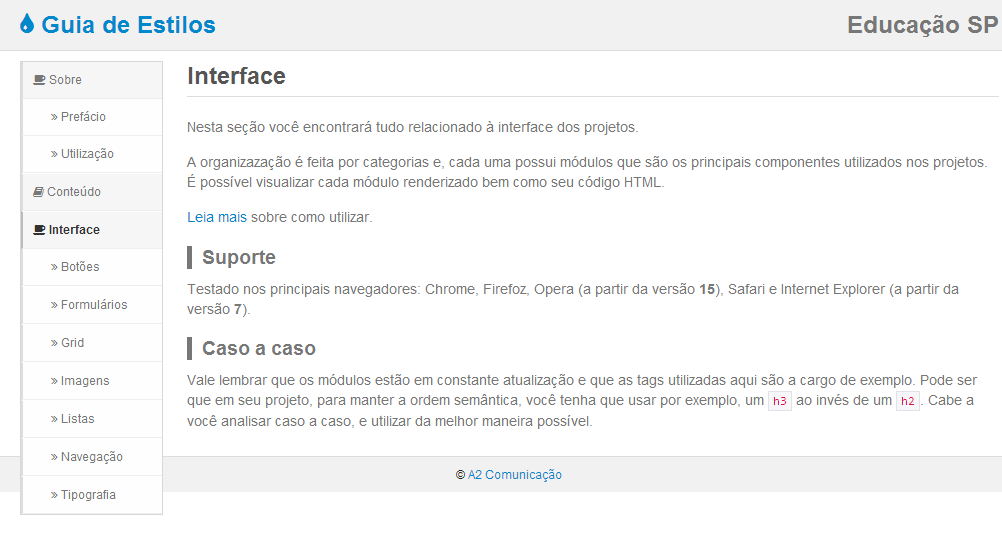 Guia de Estilos
Educação SP
Sobre
» Prefácio
» Utilização
Conteúdo
Interface
» Botões
» Formulários
» Grid
» Imagens
» Listas
» Navegação
» Tipografia
Interface
Nesta seção você encontrará tudo relacionado à interface dos projetos.
A organizazação é feita por categorias e, cada uma possui módulos que são os principais componentes utilizados nos projetos.
É possível visualizar cada módulo renderizado bem como seu código HTML.
Leia mais sobre como utilizar.
Suporte
Testado nos principais navegadores: Chrome, Firefoz, Opera (a partir da versão 15), Safari e Internet Explorer (a partir da
versão 7).
Caso a caso
Vale lembrar que os módulos estão em constante atualização e que as tags utilizadas aqui são a cargo de exemplo. Pode ser
que em seu projeto, para manter a ordem semântica, você tenha que usar por exemplo, um h3 ao invés de um h2. Cabe a
você analisar caso a caso, e utilizar da melhor maneira possível.
© A2 Comunicação